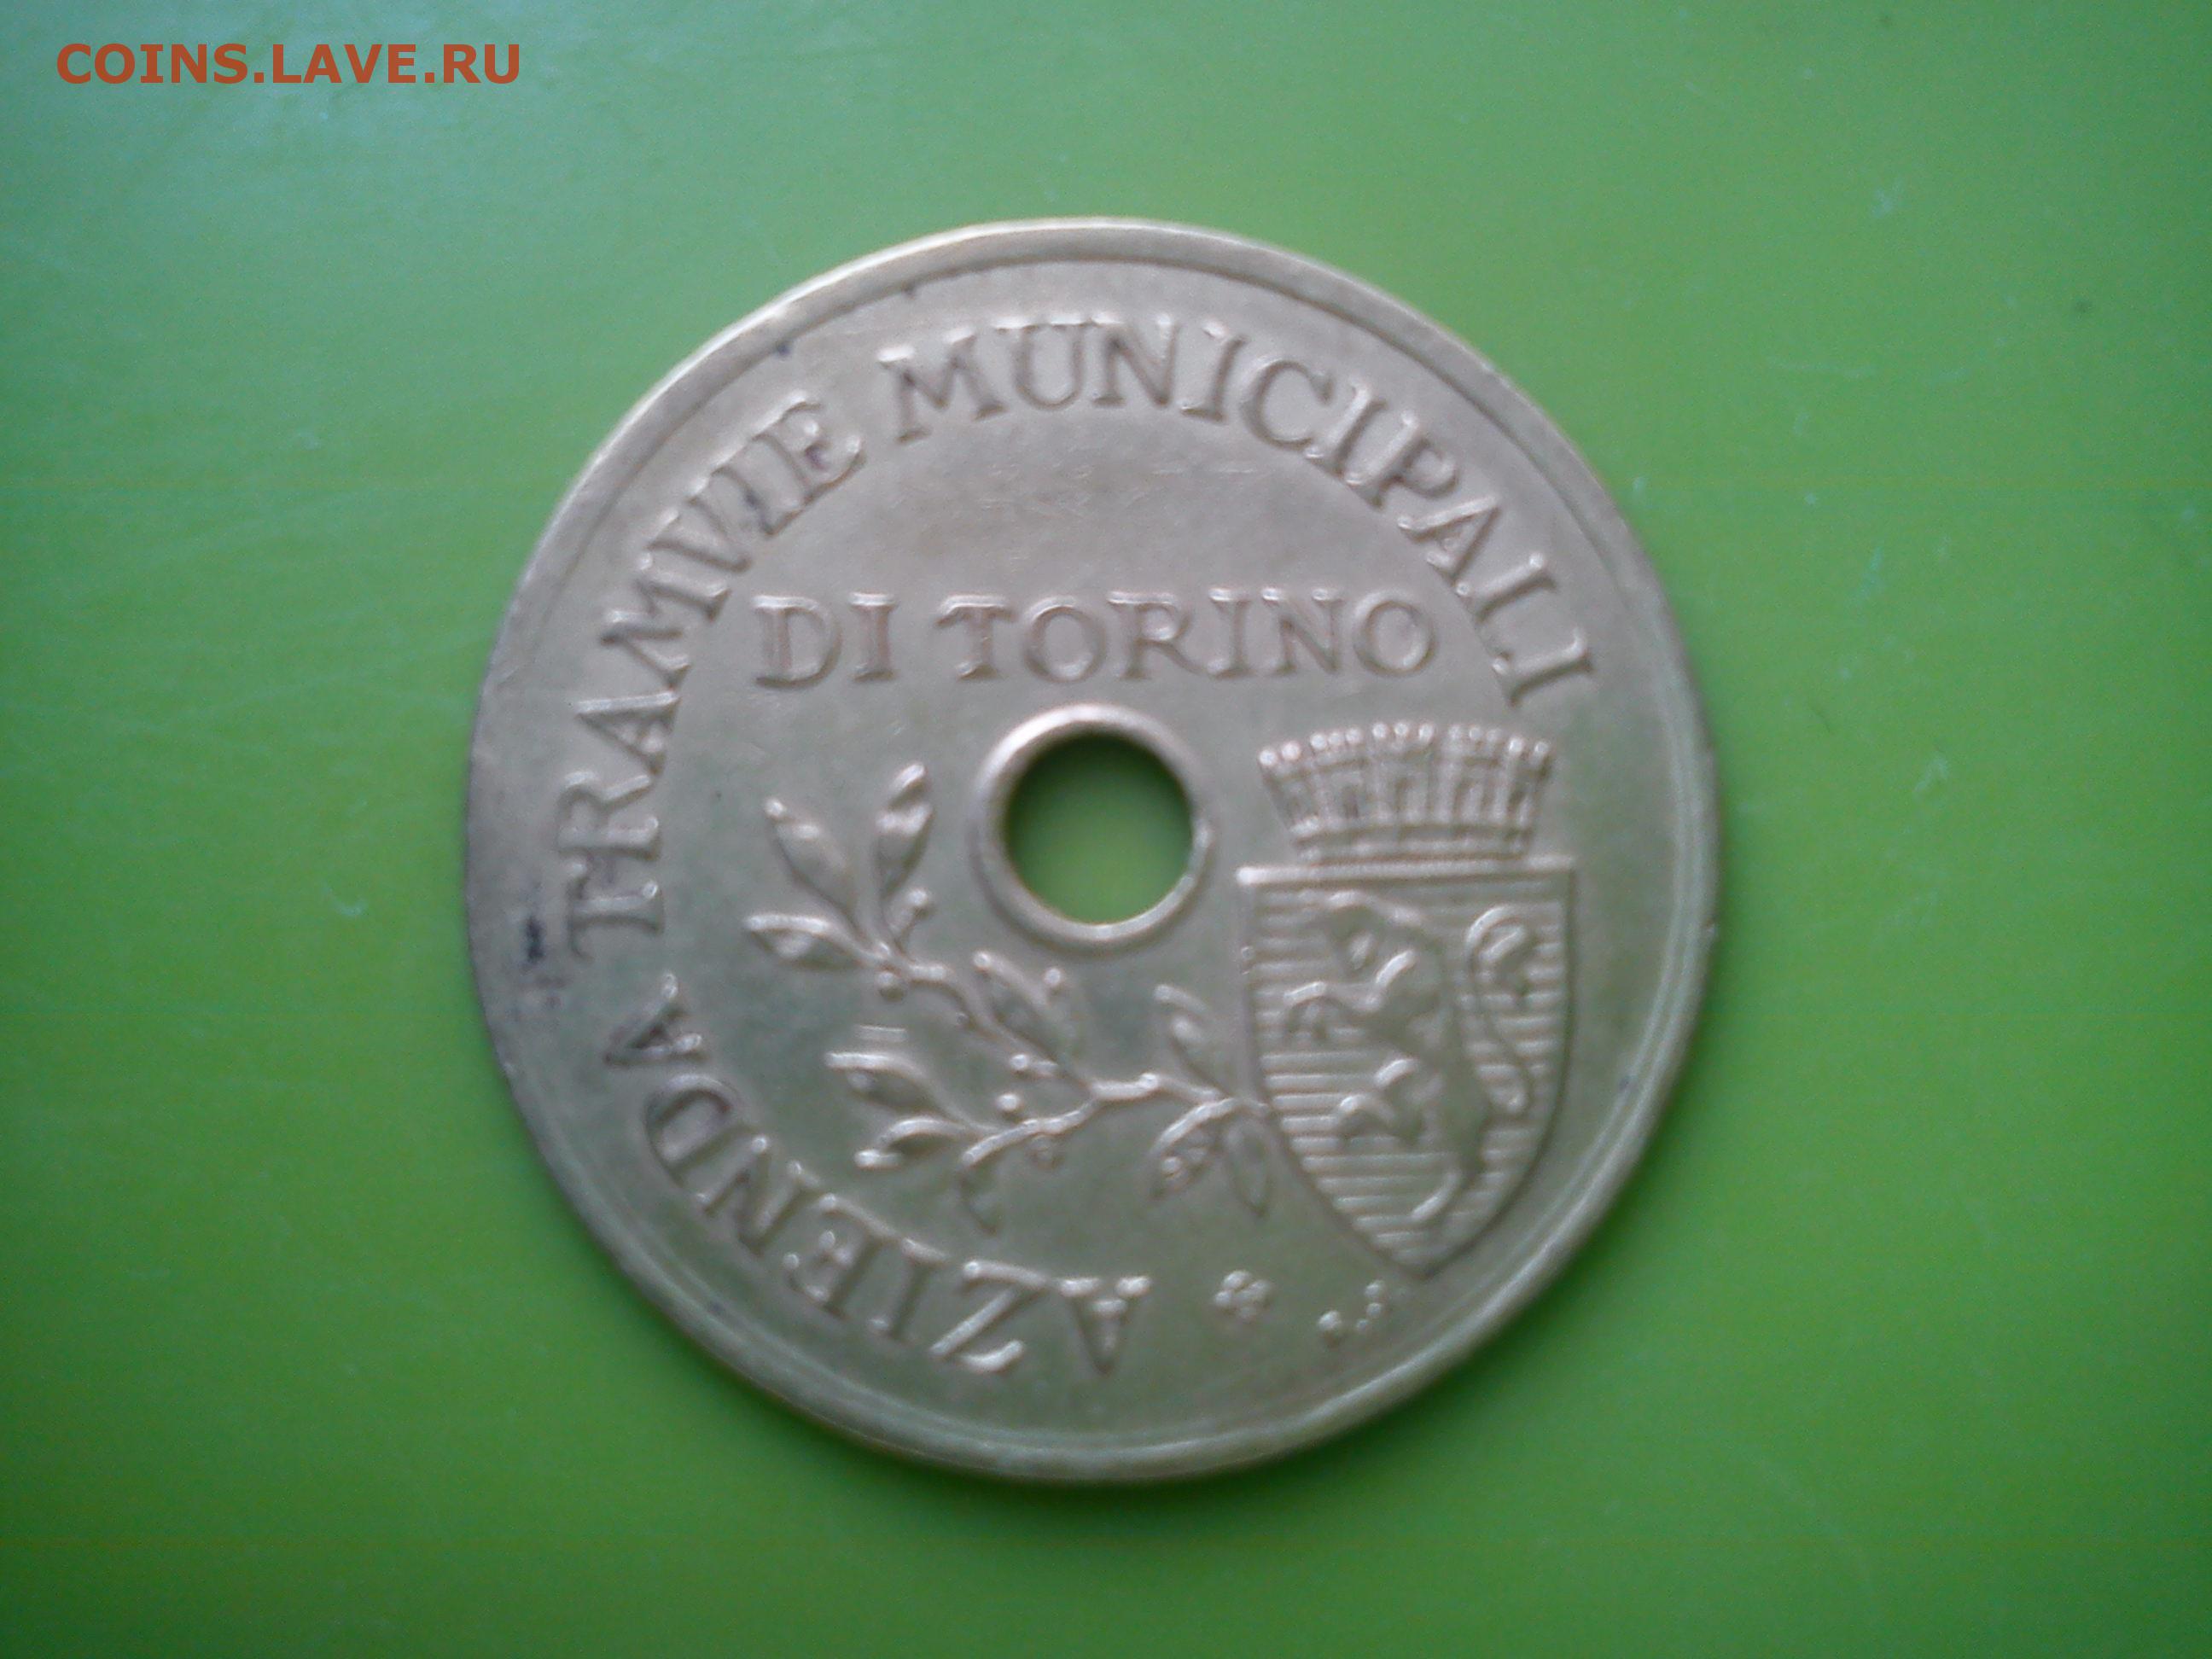 COINS.LAVE.RU
AZIENDA TRAMVIE MUNICIPALI
DI TORINO